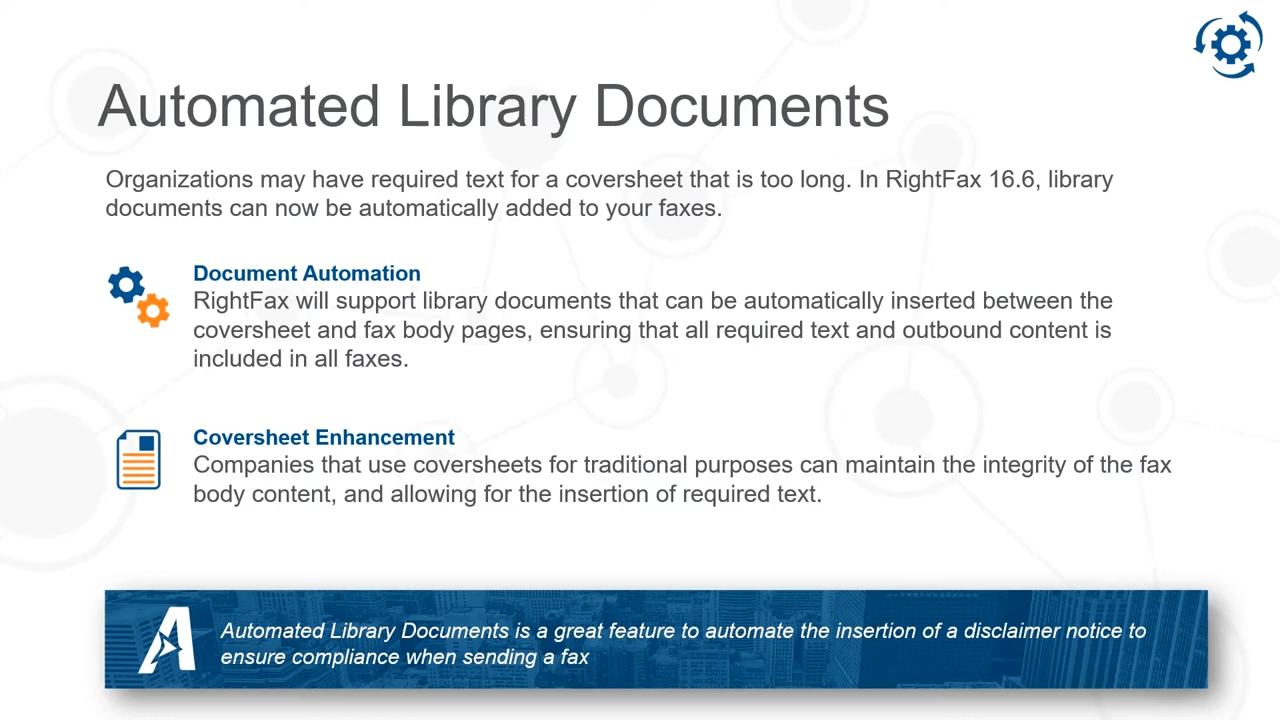 Automated Library Documents
Organizations may have required text for a coversheet that is too long. In RightFax 16.6, library
documents can now be automatically added to your faxes.
Document Automation
RightFax will support library documents that can be automatically inserted between the
coversheet and fax body pages, ensuring that all required text and outbound content is
included in all faxes.
Coversheet Enhancement
Companies that use coversheets for traditional purposes can maintain the integrity of the fax
body content, and allowing for the insertion of required text.
A
Automated Library Documents is a great feature to automate the insertion of a disclaimer notice to
ensure compliance when sending a fax